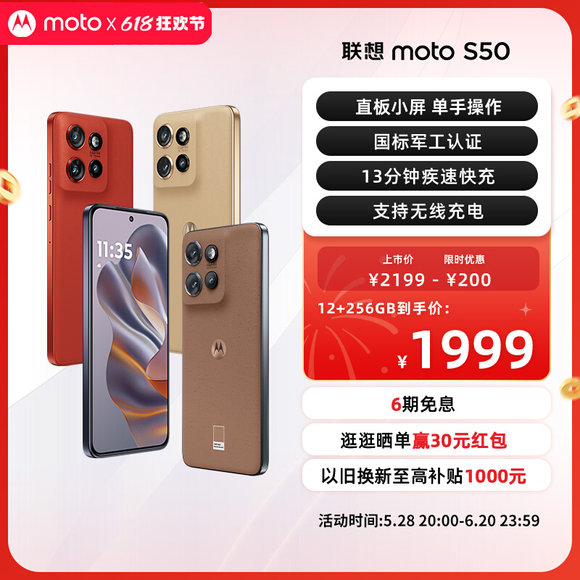 moto X 618狂欢节
联想 moto S50
直板小屏 单手操作
国标军工认证
13分钟疾速快充
支持无线充电
上市价 限时优惠
¥2199 - ¥200
12+256GB到手价:
¥1999
6期免息
逛逛晒单赢30元红包
以旧换新至高补贴1000元
活动时间:5.28 20:00-6.20 23:59
11:35